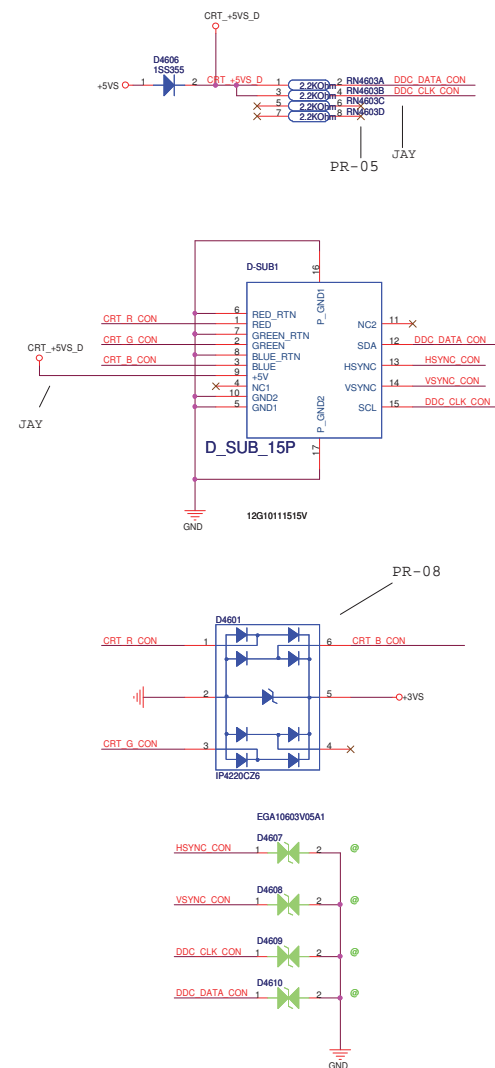 CRT_+5VS_D
D4606
1SS355
+5VS 1 2 CRT_+5VS_D 1 2.2KOhm 2 RN4603A DDC_DATA_CON
3 2.2KOhm 4 RN4603B DDC_CLK_CON
5 2.2KOhm 6 RN4603C
7 2.2KOhm 8 RN4603D
JAY
PR-05
D-SUB1
16
P_GND1
6 RED_RTN
CRT_R_CON 1 RED NC2 11
7 GREEN_RTN
CRT_G_CON 2 GREEN SDA 12 DDC_DATA_CON
CRT_+5VS_D 8 BLUE_RTN
CRT_B_CON 3 BLUE HSYNC 13 HSYNC_CON
9 +5V
4 NC1 VSYNC 14 VSYNC_CON
10 GND2
5 GND1 SCL 15 DDC_CLK_CON
P_GND2
JAY
17
D_SUB_15P
12G10111515V
GND
PR-08
D4601
CRT_R_CON 1 6 CRT_B_CON
2 5 +3VS
CRT_G_CON 3 4
IP4220CZ6
EGA10603V05A1
D4607
HSYNC_CON 1 2 @
D4608
VSYNC_CON 1 2 @
D4609
DDC_CLK_CON 1 2 @
D4610
DDC_DATA_CON 1 2 @
GND